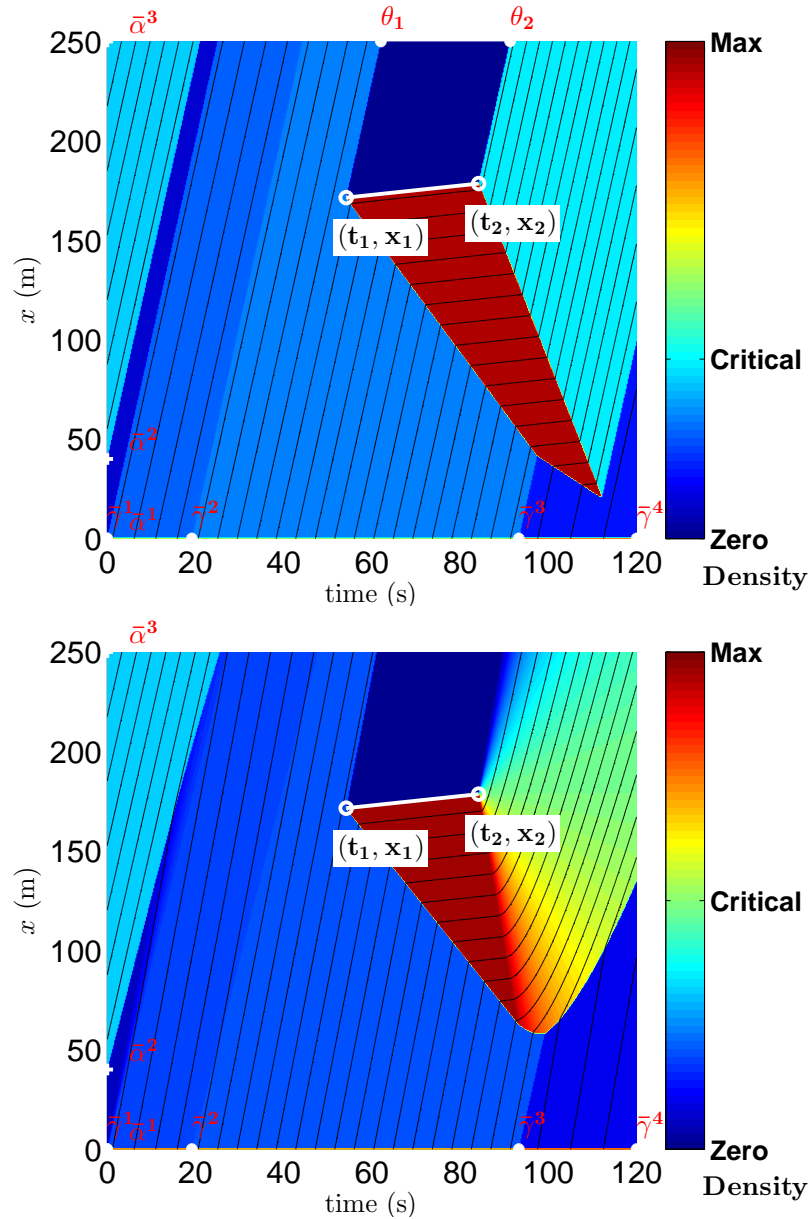 ᾱ³ θ₁ θ₂
250 Max
200
(t₁, x₁) (t₂, x₂)
150
x (m)
100 Critical
50 ᾱ²
γ̄¹ ᾱ¹ γ̄² γ̄³ γ̄⁴
0 Zero
0 20 40 60 80 100 120 Density
time (s)
ᾱ³
250 Max
200
(t₁, x₁) (t₂, x₂)
150
x (m)
100 Critical
50 ᾱ²
γ̄¹ ᾱ¹ γ̄² γ̄³ γ̄⁴
0 Zero
0 20 40 60 80 100 120 Density
time (s)